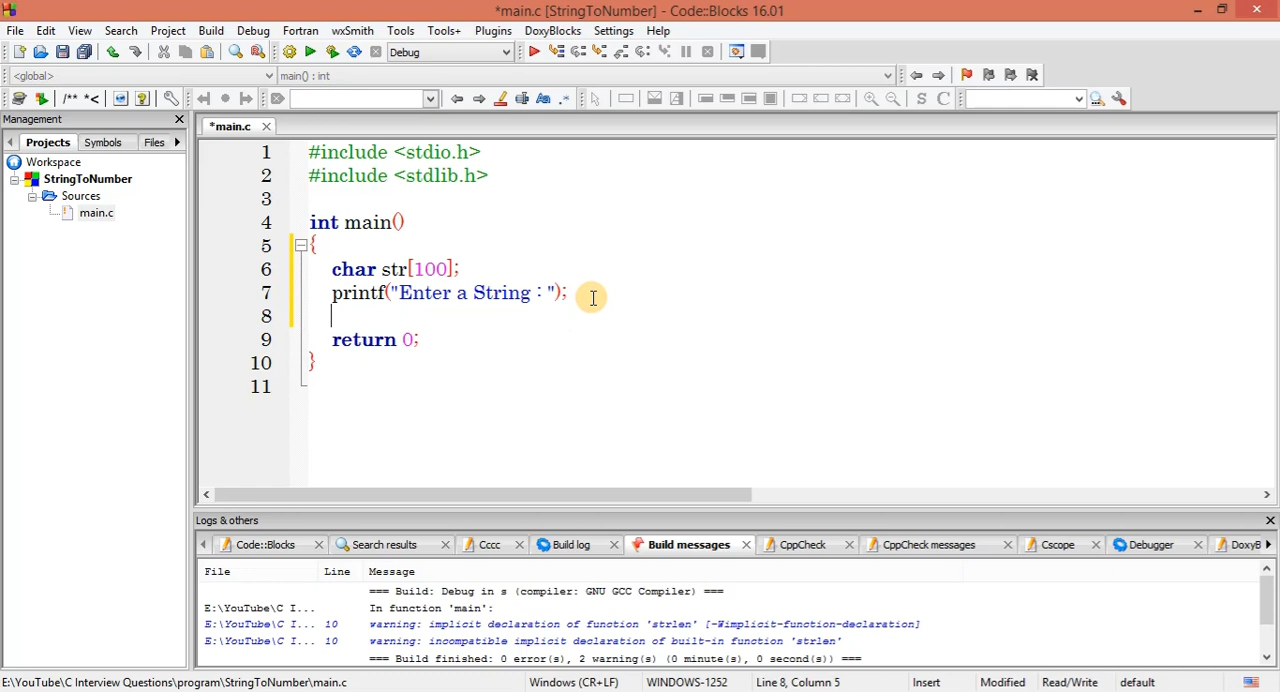 *main.c [StringToNumber] - Code::Blocks 16.01
File Edit View Search Project Build Debug Fortran wxSmith Tools Tools+ Plugins DoxyBlocks Settings Help
Debug
<global> main() : int
/** *< .* S C
Management
Projects Symbols Files
Workspace
StringToNumber
Sources
main.c
*main.c
1 #include <stdio.h>
2 #include <stdlib.h>
3
4 int main()
5 {
6 char str[100];
7 printf("Enter a String : ");
8
9 return 0;
10 }
11
Logs & others
Code::Blocks Search results Cccc Build log Build messages CppCheck CppCheck messages Cscope Debugger DoxyB
File Line Message
=== Build: Debug in s (compiler: GNU GCC Compiler) ===
E:\YouTube\C I... In function 'main':
E:\YouTube\C I... 10 warning: implicit declaration of function 'strlen' [-Wimplicit-function-declaration]
E:\YouTube\C I... 10 warning: incompatible implicit declaration of built-in function 'strlen'
=== Build finished: 0 error(s), 2 warning(s) (0 minute(s), 0 second(s)) ===
E:\YouTube\C Interview Questions\program\StringToNumber\main.c Windows (CR+LF) WINDOWS-1252 Line 8, Column 5 Insert Modified Read/Write default